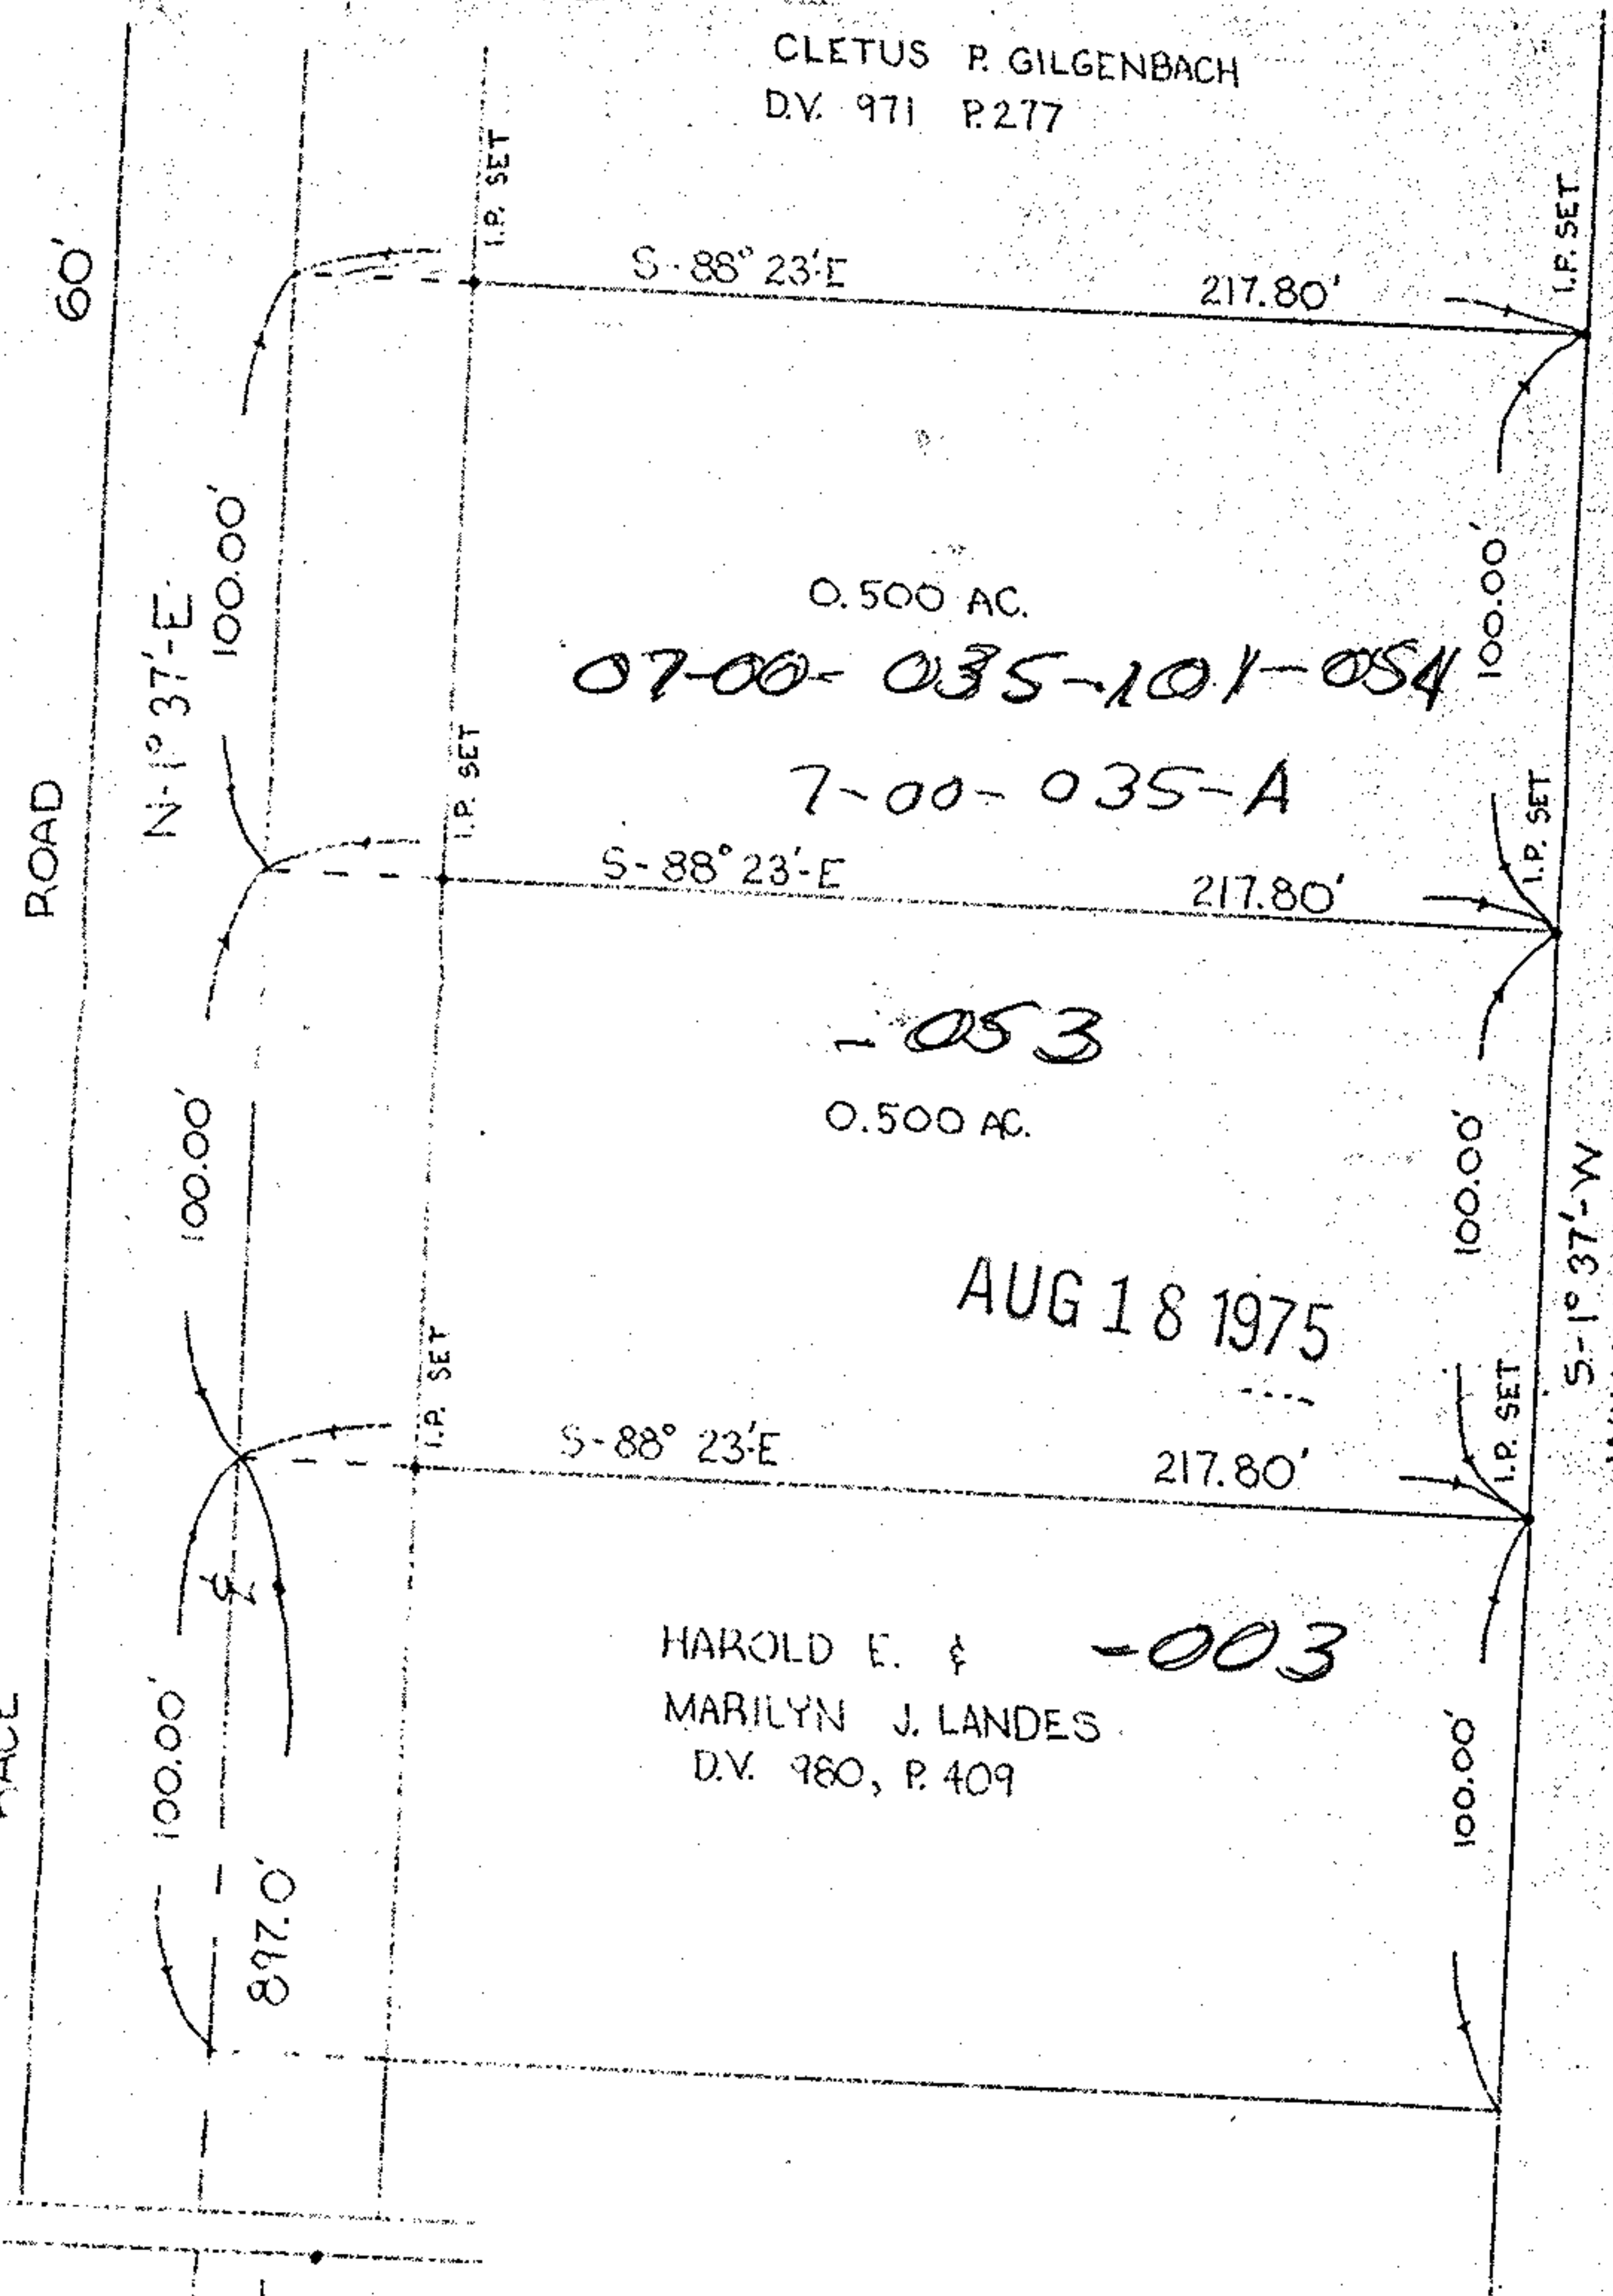 CLETUS P. GILGENBACH
D.V. 971 P. 277
60'
I.P. SET
I.P. SET
S-88° 23'-E
217.80'
100.00'
N-1° 37'-E
100.00'
0.500 AC.
07-00-035-101-054
7-00-035-A
ROAD
I.P. SET
I.P. SET
S-88° 23'-E
217.80'
-053
0.500 AC.
100.00'
100.00'
S-1° 37'-W
AUG 18 1975
I.P. SET
I.P. SET
S-88° 23'-E
217.80'
HAROLD E. & -003
MARILYN J. LANDES
D.V. 980, P. 409
100.00'
100.00'
897.0'